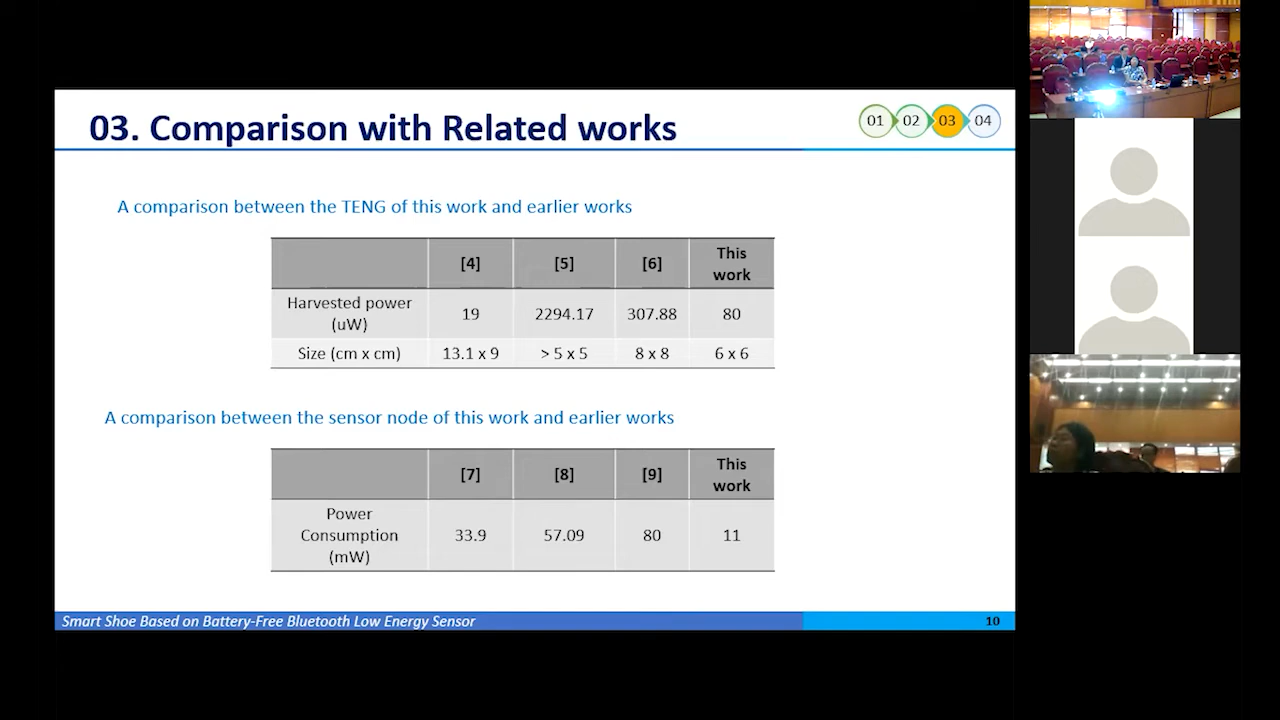 03. Comparison with Related works
01 02 03 04
A comparison between the TENG of this work and earlier works
[4] [5] [6] This work
Harvested power (uW) 19 2294.17 307.88 80
Size (cm x cm) 13.1 x 9 > 5 x 5 8 x 8 6 x 6
A comparison between the sensor node of this work and earlier works
[7] [8] [9] This work
Power Consumption (mW) 33.9 57.09 80 11
Smart Shoe Based on Battery-Free Bluetooth Low Energy Sensor
10